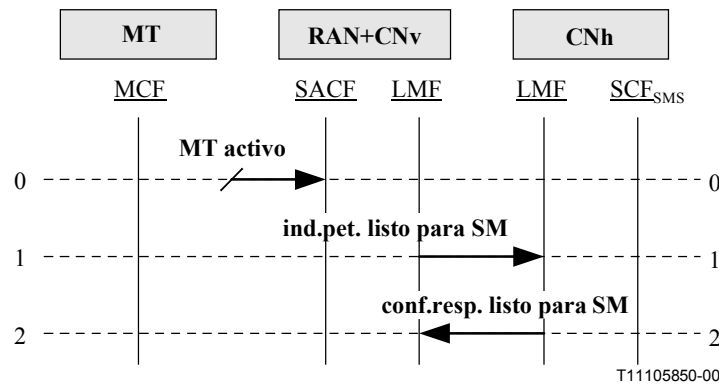 MT RAN+CNv CNh
MCF SACF LMF LMF SCFSMS
MT activo
0 0
ind.pet. listo para SM
1 1
conf.resp. listo para SM
2 2
T11105850-00